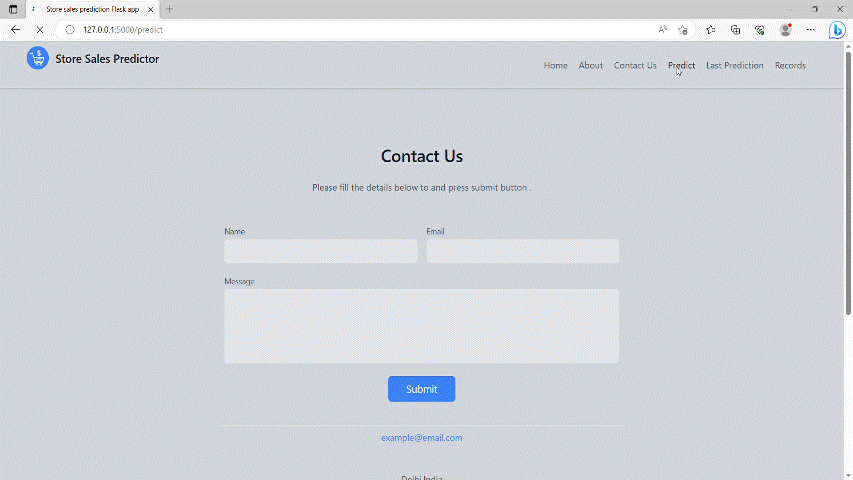 Store sales prediction Flask app
127.0.0.1:5000/predict
Store Sales Predictor
Home About Contact Us Predict Last Prediction Records
Contact Us
Please fill the details below to and press submit button .
Name Email
Message
Submit
example@email.com
Delhi,India